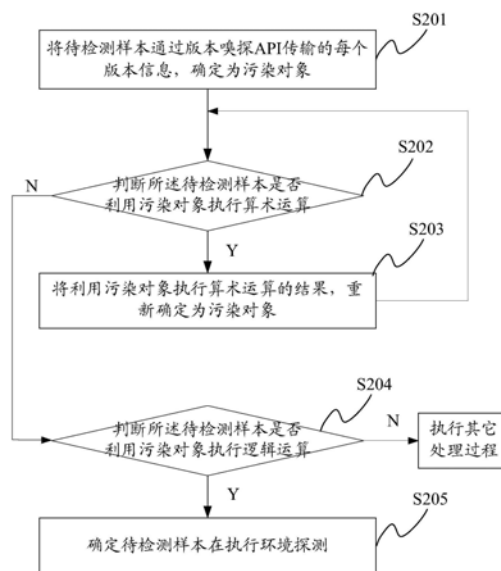 S201
将待检测样本通过版本嗅探API传输的每个
版本信息，确定为污染对象
S202
N
判断所述待检测样本是否
利用污染对象执行算术运算
Y
S203
将利用污染对象执行算术运算的结果，重
新确定为污染对象
S204
判断所述待检测样本是否
利用污染对象执行逻辑运算
N
执行其它
处理过程
Y
S205
确定待检测样本在执行环境探测